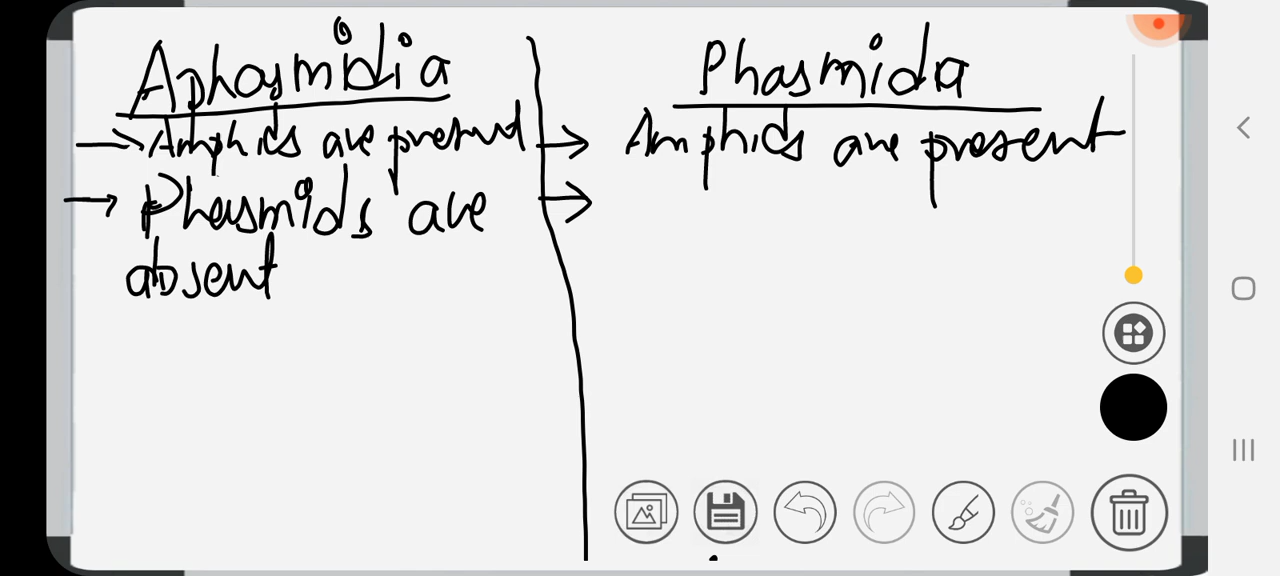 Aphasmidia
→ Amphids are present
→ Phasmids are
absent
Phasmida
→ Amphids are present
→